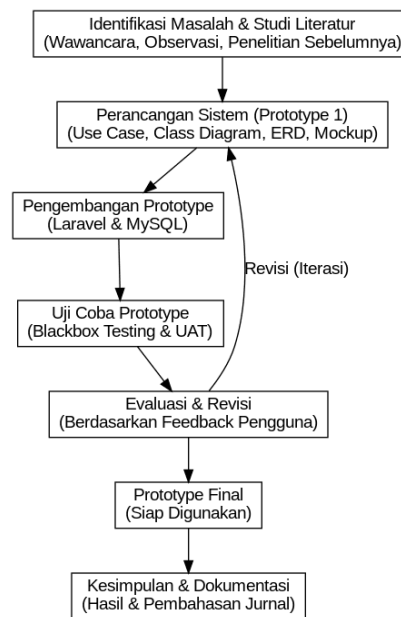 Identifikasi Masalah & Studi Literatur
(Wawancara, Observasi, Penelitian Sebelumnya)
Perancangan Sistem (Prototype 1)
(Use Case, Class Diagram, ERD, Mockup)
Pengembangan Prototype
(Laravel & MySQL)
Revisi (Iterasi)
Uji Coba Prototype
(Blackbox Testing & UAT)
Evaluasi & Revisi
(Berdasarkan Feedback Pengguna)
Prototype Final
(Siap Digunakan)
Kesimpulan & Dokumentasi
(Hasil & Pembahasan Jurnal)